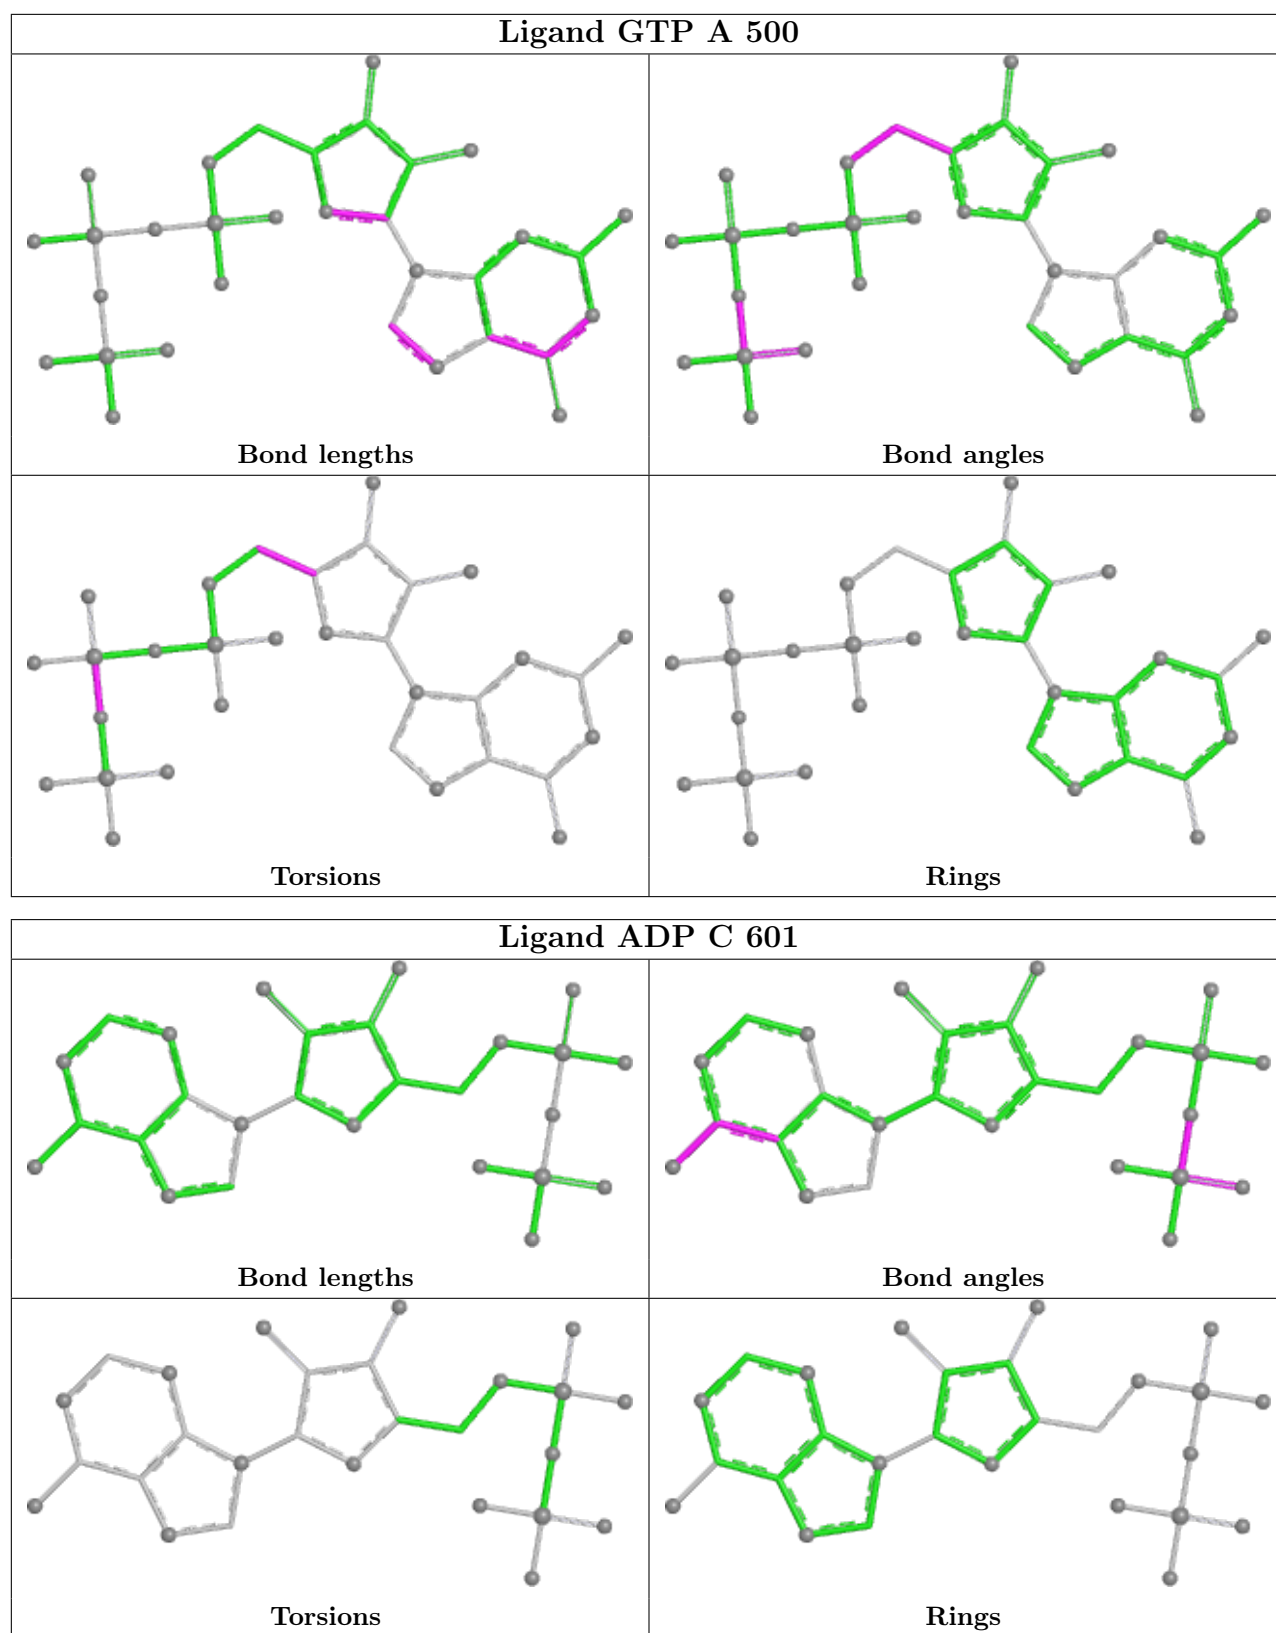 Ligand GTP A 500
Bond lengths
Bond angles
Torsions
Rings
Ligand ADP C 601
Bond lengths
Bond angles
Torsions
Rings